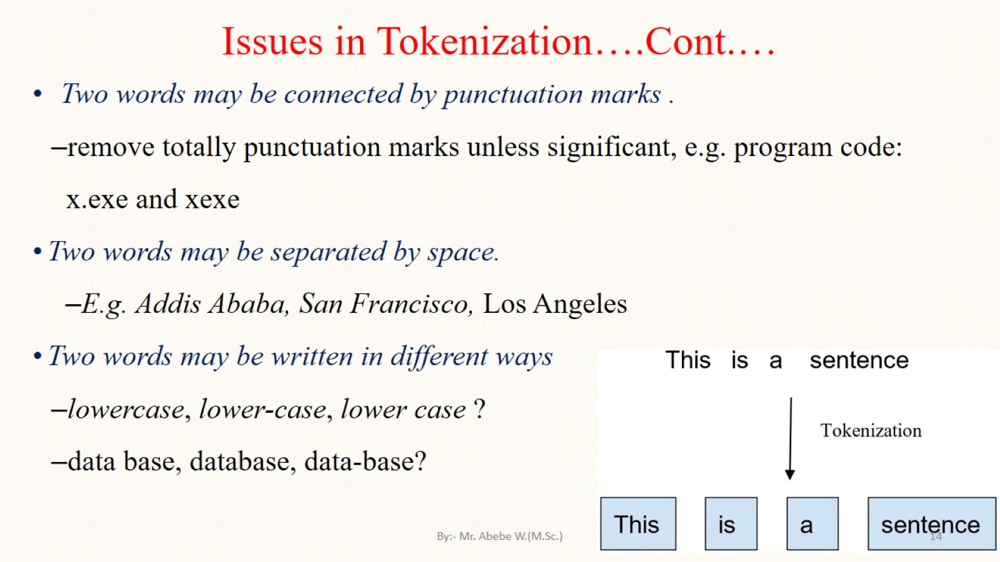 Issues in Tokenization….Cont.…
• Two words may be connected by punctuation marks .
–remove totally punctuation marks unless significant, e.g. program code:
x.exe and xexe
• Two words may be separated by space.
–E.g. Addis Ababa, San Francisco, Los Angeles
• Two words may be written in different ways
–lowercase, lower-case, lower case ?
–data base, database, data-base?
This is a sentence
Tokenization
This is a sentence
By:- Mr. Abebe W.(M.Sc.)
14